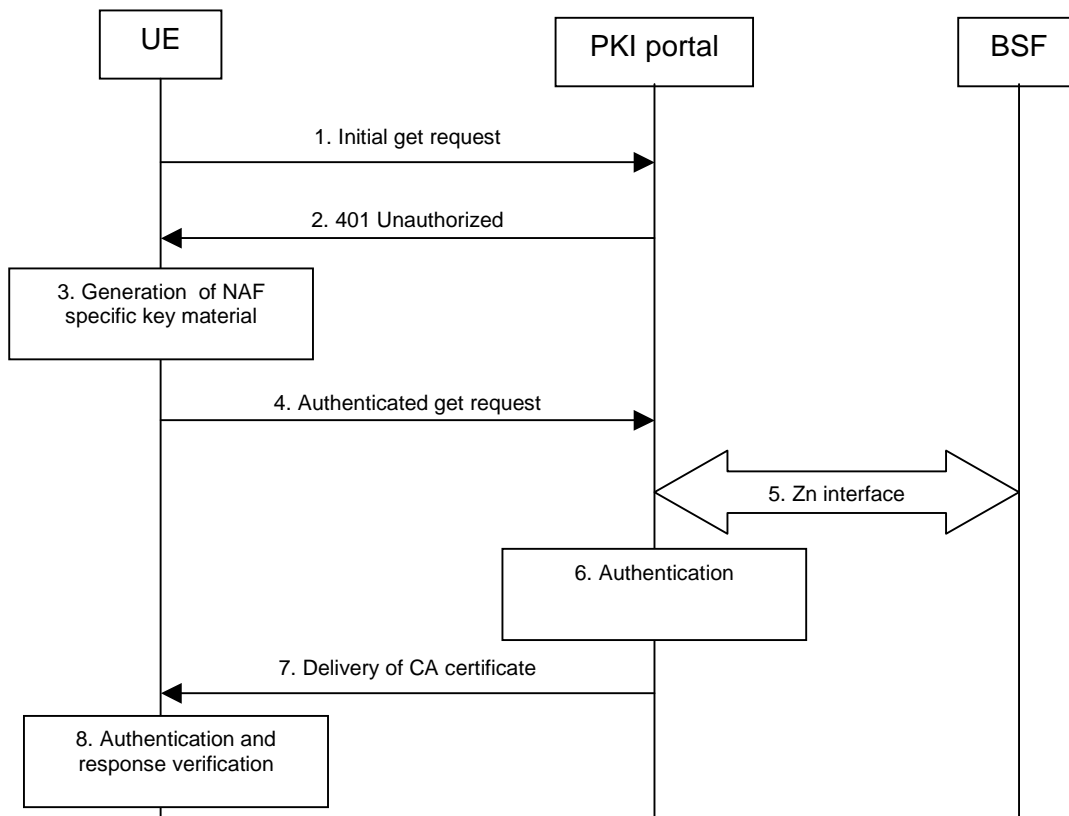 UE
PKI portal
BSF
1. Initial get request
2. 401 Unauthorized
3. Generation of NAF
specific key material
4. Authenticated get request
5. Zn interface
6. Authentication
7. Delivery of CA certificate
8. Authentication and
response verification